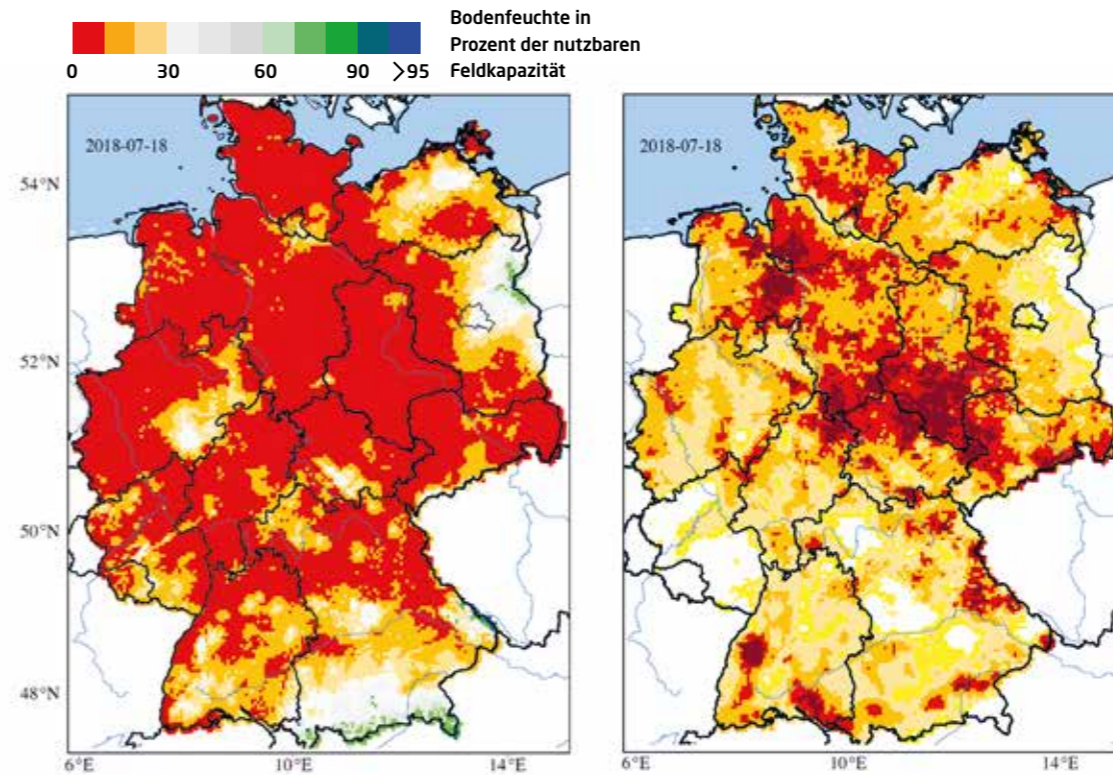 Bodenfeuchte in
Prozent der nutzbaren
Feldkapazität
0 30 60 90 >95
2018-07-18
54°N
52°N
50°N
48°N
6°E 10°E 14°E
2018-07-18
6°E 10°E 14°E